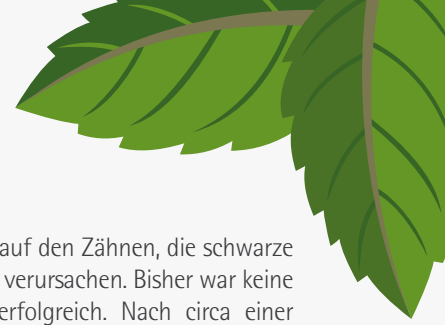 auf den Zähnen, die schwarze
verursachen. Bisher war keine
erfolgreich. Nach circa einer